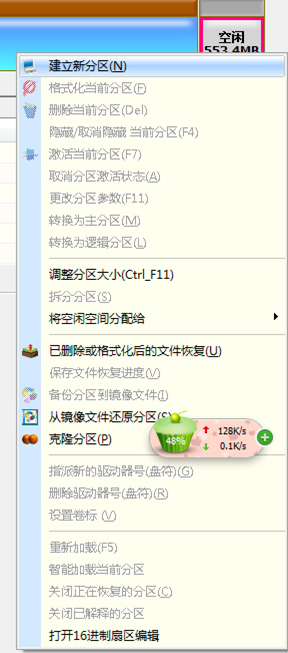 空闲
553.4MB
建立新分区(N)
格式化当前分区(F)
删除当前分区(Del)
隐藏/取消隐藏 当前分区(F4)
激活当前分区(F7)
取消分区激活状态(A)
更改分区参数(F11)
转换为主分区(M)
转换为逻辑分区(L)
调整分区大小(Ctrl_F11)
拆分分区(S)
将空闲空间分配给
已删除或格式化后的文件恢复(U)
保存文件恢复进度(V)
备份分区到镜像文件(I)
从镜像文件还原分区(S)
克隆分区(P)
48%
128K/s
0.1K/s
指派新的驱动器号(盘符)(G)
删除驱动器号(盘符)(R)
设置卷标 (V)
重新加载(F5)
智能加载当前分区
关闭正在恢复的分区(C)
关闭已解释的分区
打开16进制扇区编辑